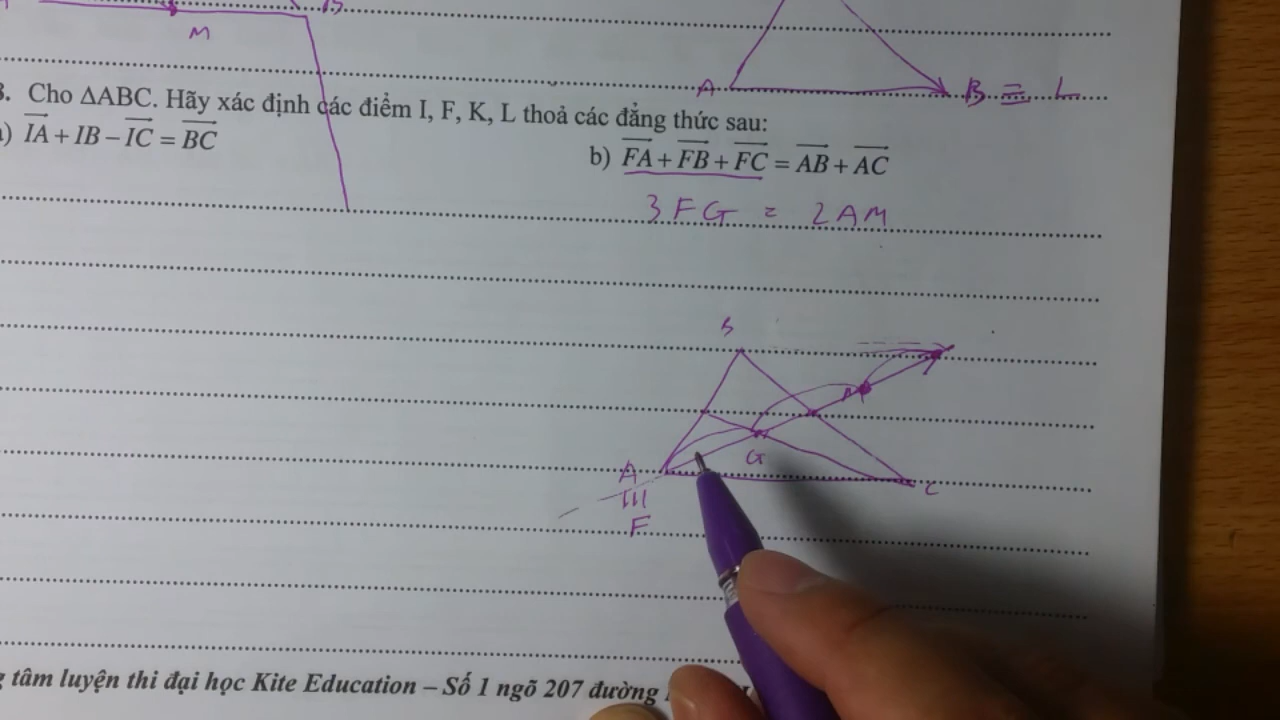 M
A
B ≡ L
3. Cho ΔABC. Hãy xác định các điểm I, F, K, L thoả các đẳng thức sau:
a) IA + IB – IC = BC
b) FA + FB + FC = AB + AC
3FG = 2AM
B
M
G
A
C
F
tâm luyện thi đại học Kite Education – Số 1 ngõ 207 đường